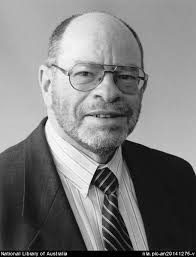 National Library of Australia
nla.pic-an20141276-v